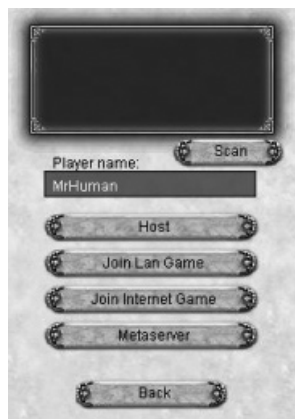 Scan
Player name:
MrHuman
Host
Join Lan Game
Join Internet Game
Metaserver
Back